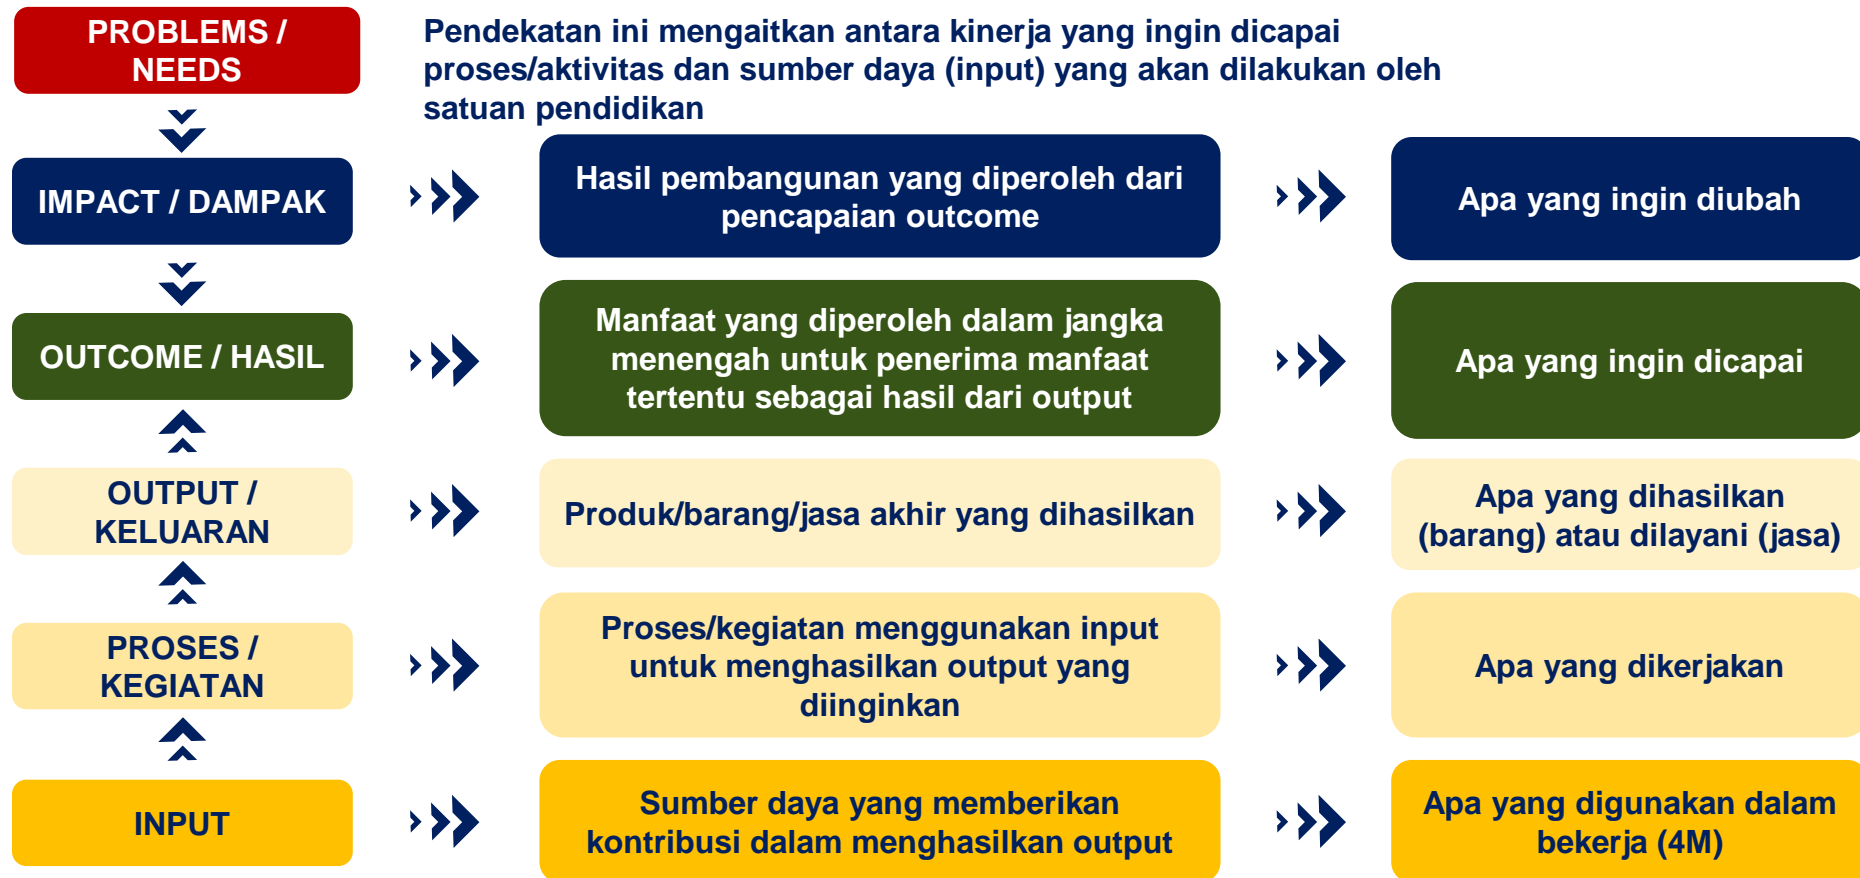 PROBLEMS /
NEEDS
Pendekatan ini mengaitkan antara kinerja yang ingin dicapai
proses/aktivitas dan sumber daya (input) yang akan dilakukan oleh
satuan pendidikan
IMPACT / DAMPAK
Hasil pembangunan yang diperoleh dari
pencapaian outcome
Apa yang ingin diubah
OUTCOME / HASIL
Manfaat yang diperoleh dalam jangka
menengah untuk penerima manfaat
tertentu sebagai hasil dari output
Apa yang ingin dicapai
OUTPUT /
KELUARAN
Produk/barang/jasa akhir yang dihasilkan
Apa yang dihasilkan
(barang) atau dilayani (jasa)
PROSES /
KEGIATAN
Proses/kegiatan menggunakan input
untuk menghasilkan output yang
diinginkan
Apa yang dikerjakan
INPUT
Sumber daya yang memberikan
kontribusi dalam menghasilkan output
Apa yang digunakan dalam
bekerja (4M)